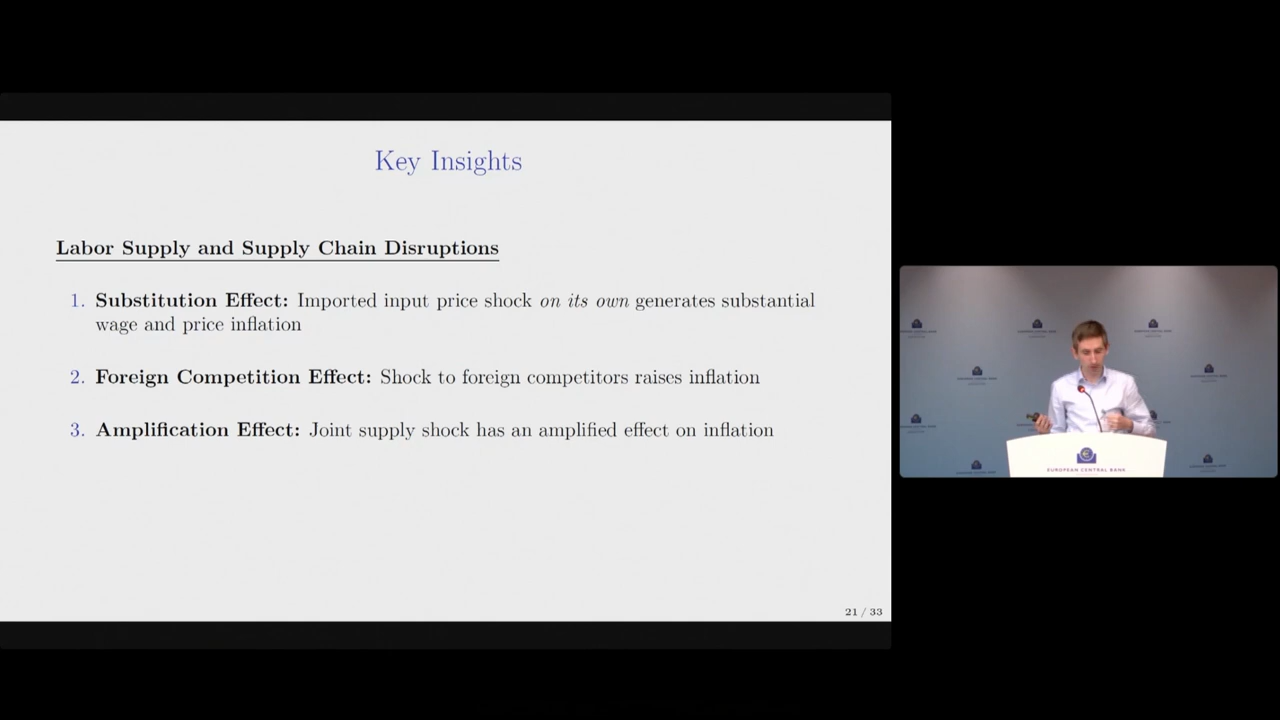 Key Insights
Labor Supply and Supply Chain Disruptions
1. Substitution Effect: Imported input price shock on its own generates substantial
wage and price inflation
2. Foreign Competition Effect: Shock to foreign competitors raises inflation
3. Amplification Effect: Joint supply shock has an amplified effect on inflation
21 / 33
EUROPEAN CENTRAL BANK